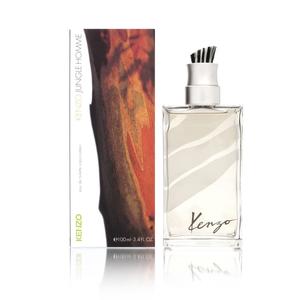 KENZO JUNGLE HOMME
eau de toilette vaporisateur
KENZO
e100ml-3.4FL.OZ.
Kenzo